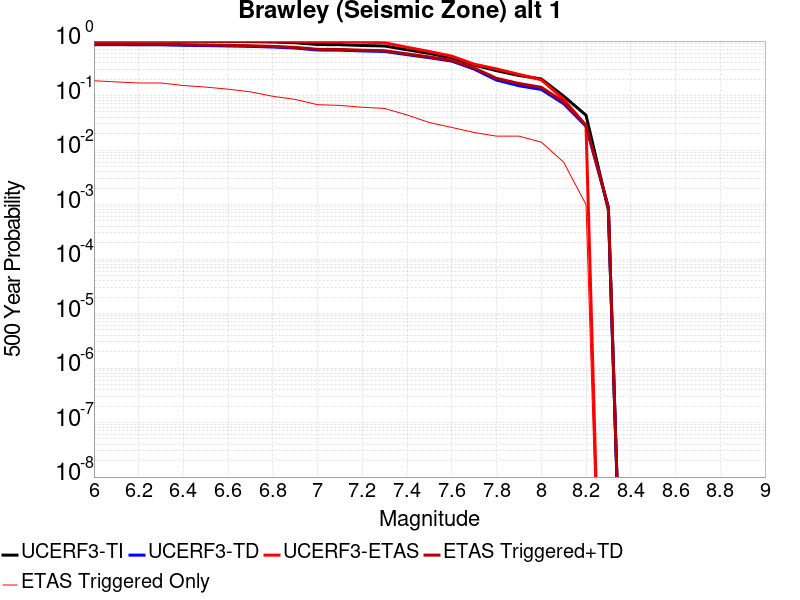 Brawley (Seismic Zone) alt 1
500 Year Probability
10^0
10^-1
10^-2
10^-3
10^-4
10^-5
10^-6
10^-7
10^-8
6 6.2 6.4 6.6 6.8 7 7.2 7.4 7.6 7.8 8 8.2 8.4 8.6 8.8 9
Magnitude
UCERF3-TI UCERF3-TD UCERF3-ETAS ETAS Triggered+TD
ETAS Triggered Only